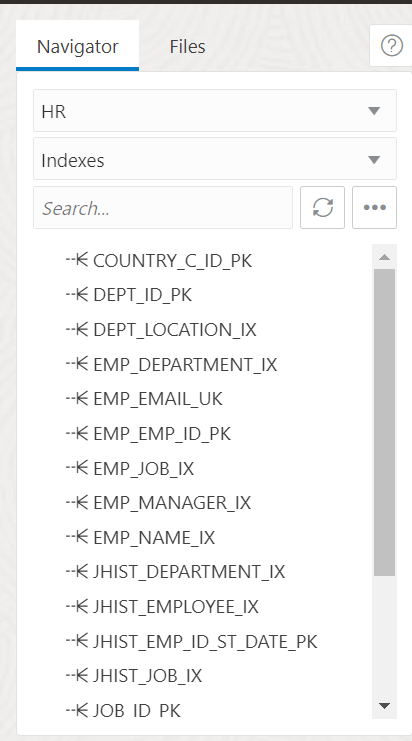 Navigator Files
HR
Indexes
Search...
COUNTRY_C_ID_PK
DEPT_ID_PK
DEPT_LOCATION_IX
EMP_DEPARTMENT_IX
EMP_EMAIL_UK
EMP_EMP_ID_PK
EMP_JOB_IX
EMP_MANAGER_IX
EMP_NAME_IX
JHIST_DEPARTMENT_IX
JHIST_EMPLOYEE_IX
JHIST_EMP_ID_ST_DATE_PK
JHIST_JOB_IX
JOB_ID_PK